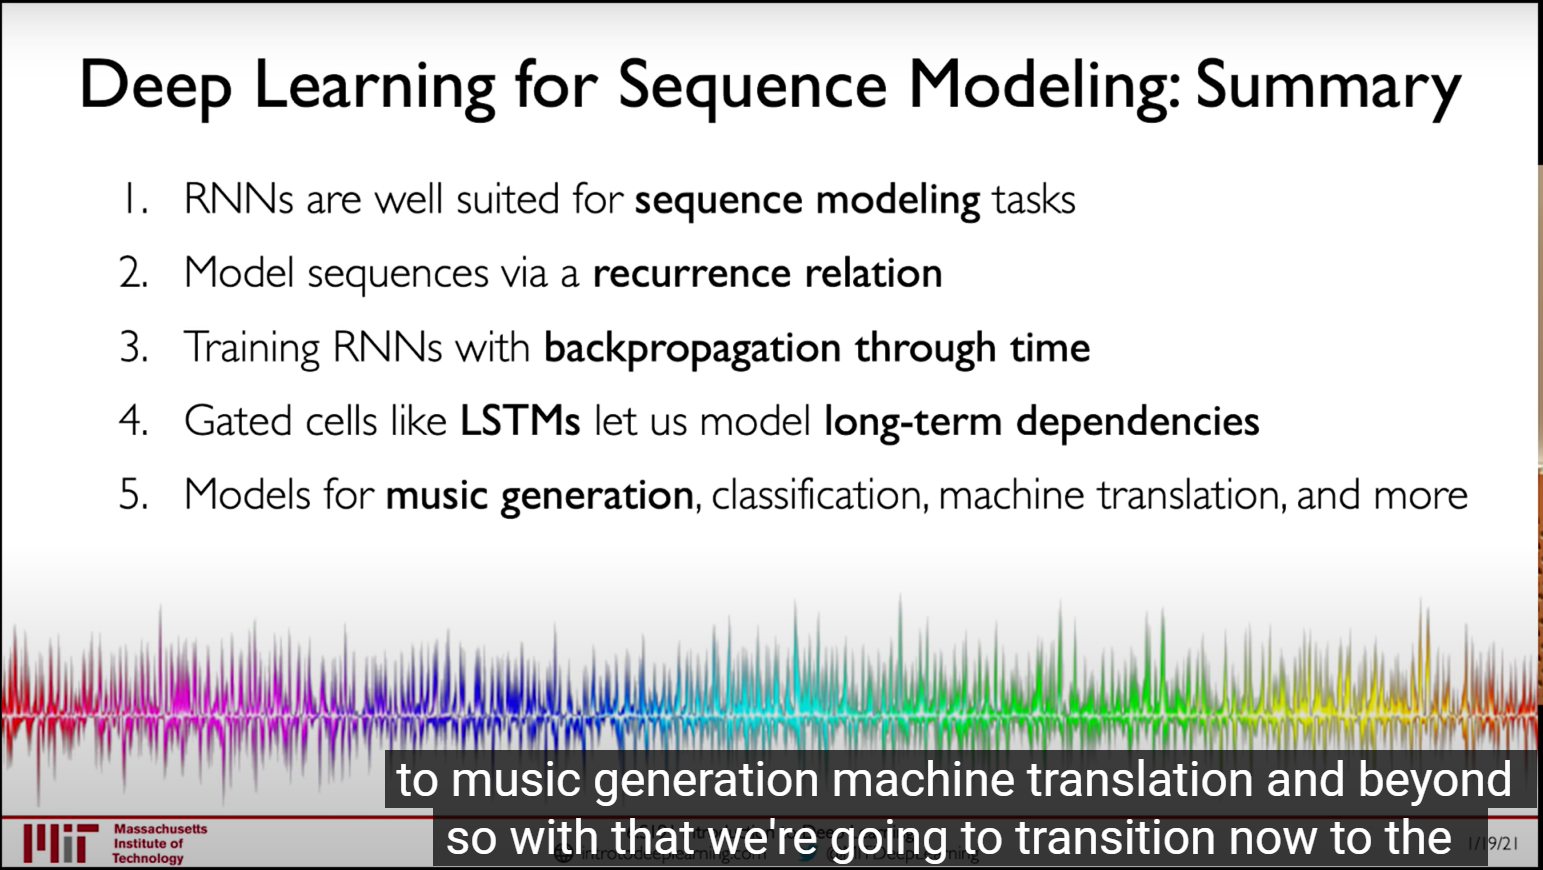 Deep Learning for Sequence Modeling: Summary
1. RNNs are well suited for sequence modeling tasks
2. Model sequences via a recurrence relation
3. Training RNNs with backpropagation through time
4. Gated cells like LSTMs let us model long-term dependencies
5. Models for music generation, classification, machine translation, and more
to music generation machine translation and beyond
so with that we're going to transition now to the
Massachusetts
Institute of
Technology
introtodeeplearning.com
1/19/21